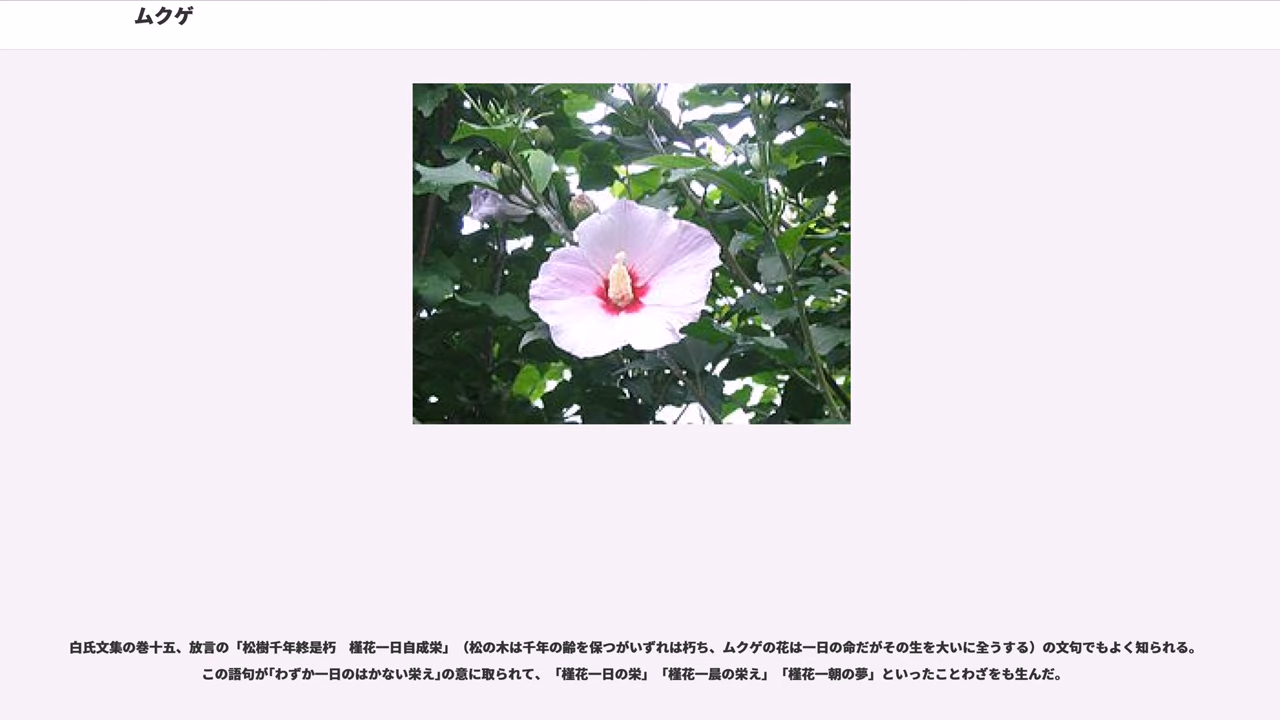 ムクゲ
白氏文集の巻十五、放言の「松樹千年終是朽　槿花一日自成栄」（松の木は千年の齢を保つがいずれは朽ち、ムクゲの花は一日の命だがその生を大いに全うする）の文句でもよく知られる。
この語句が｢わずか一日のはかない栄え｣の意に取られて、「槿花一日の栄」「槿花一晨の栄え」「槿花一朝の夢」といったことわざをも生んだ。